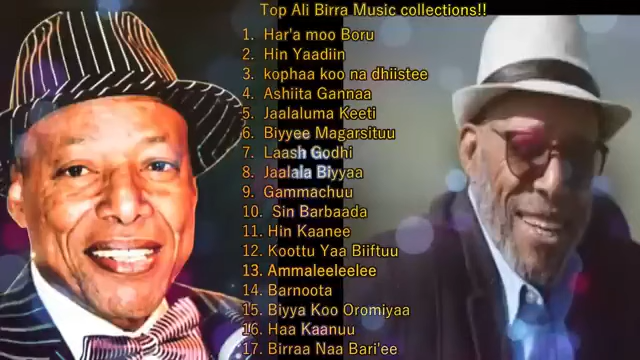 Top Ali Birra Music collections!!
1. Har'a moo Boru
2. Hin Yaadiin
3. kophaa koo na dhiistee
4. Ashiita Gannaa
5. Jaalaluma Keeti
6. Biyyee Magarsituu
7. Laash Godhi
8. Jaalala Biyyaa
9. Gammachuu
10. Sin Barbaada
11. Hin Kaanee
12. Koottu Yaa Biiftuu
13. Ammaleeleelee
14. Barnoota
15. Biyya Koo Oromiyaa
16. Haa Kaanuu
17. Birraa Naa Bari'ee